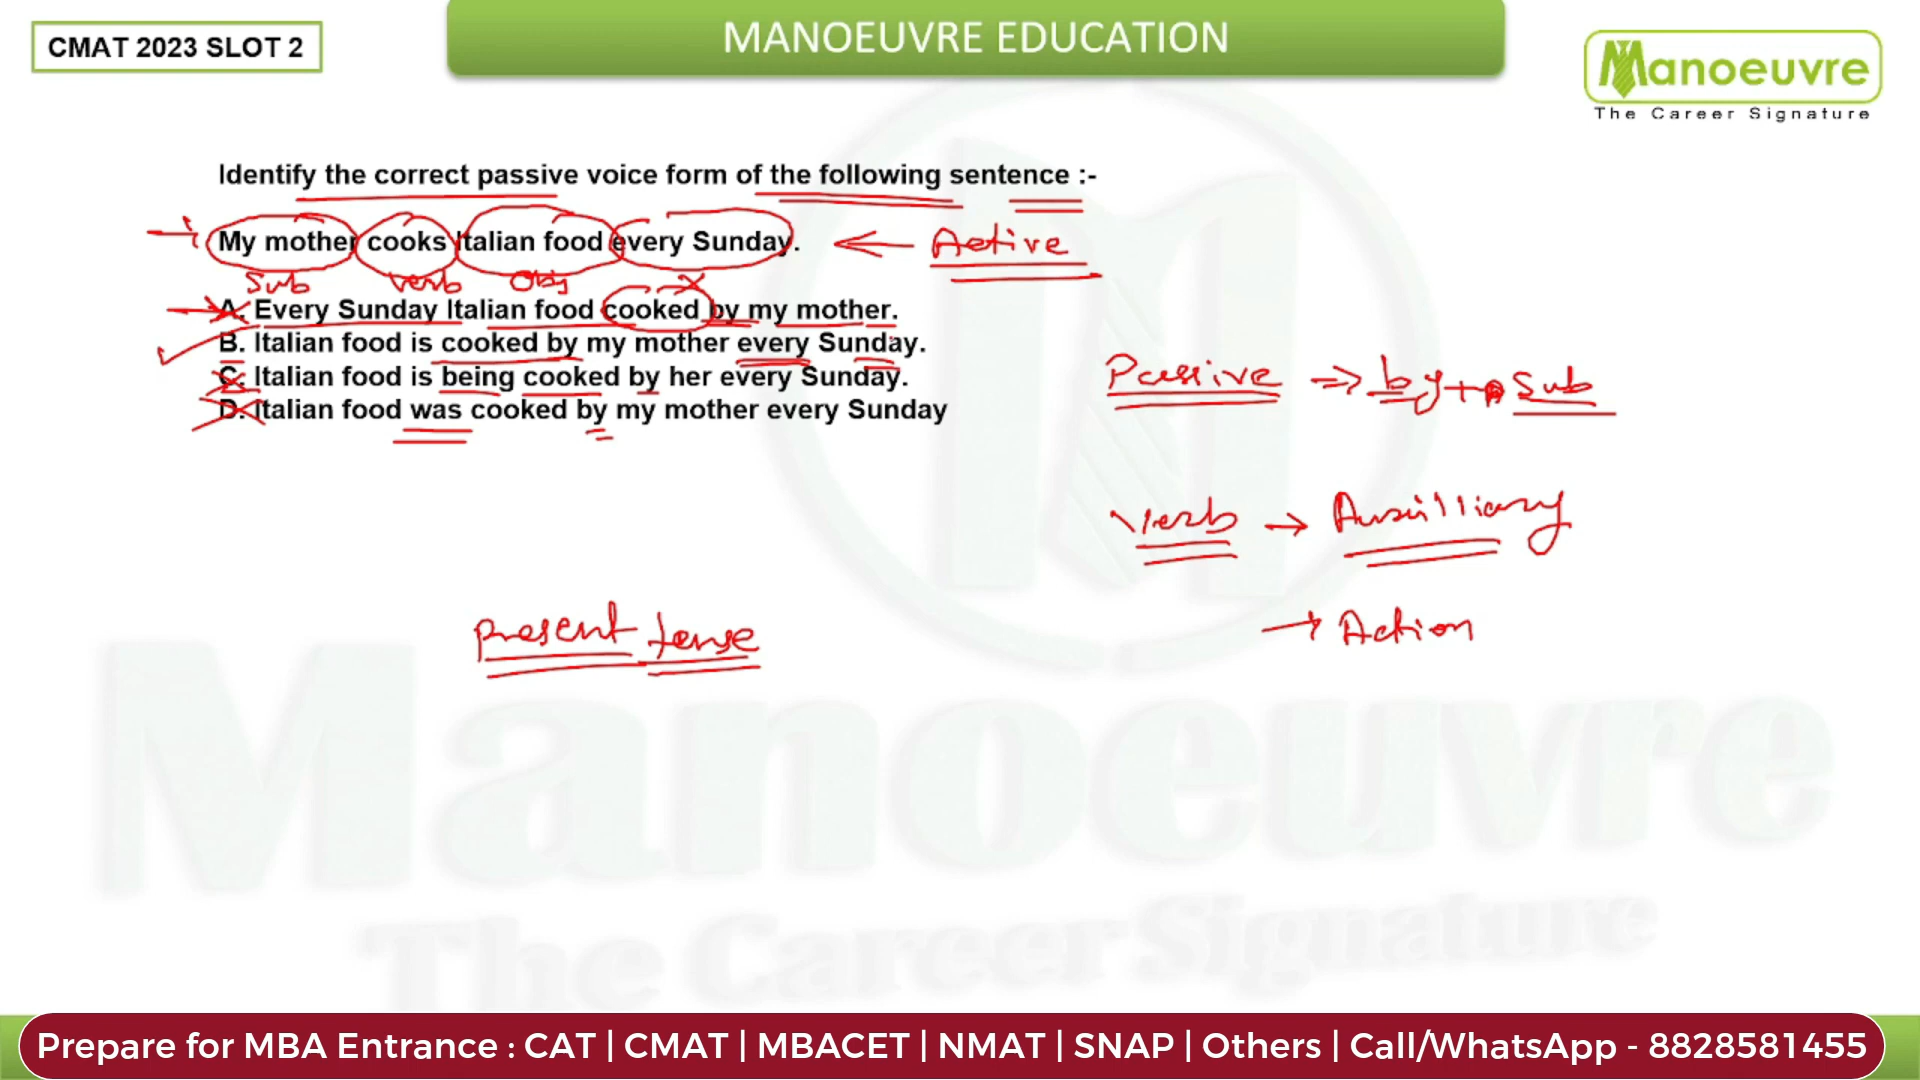 CMAT 2023 SLOT 2
MANOEUVRE EDUCATION
Manoeuvre
The Career Signature
Identify the correct passive voice form of the following sentence :-
My mother cooks Italian food every Sunday.
Active
Sub verb Obj x
A. Every Sunday Italian food cooked by my mother.
B. Italian food is cooked by my mother every Sunday.
C. Italian food is being cooked by her every Sunday.
D. Italian food was cooked by my mother every Sunday
Passive => by + Sub
Verb → Auxilliary
→ Action
Present tense
Manoeuvre
The Career Signature
Prepare for MBA Entrance : CAT | CMAT | MBACET | NMAT | SNAP | Others | Call/WhatsApp - 8828581455